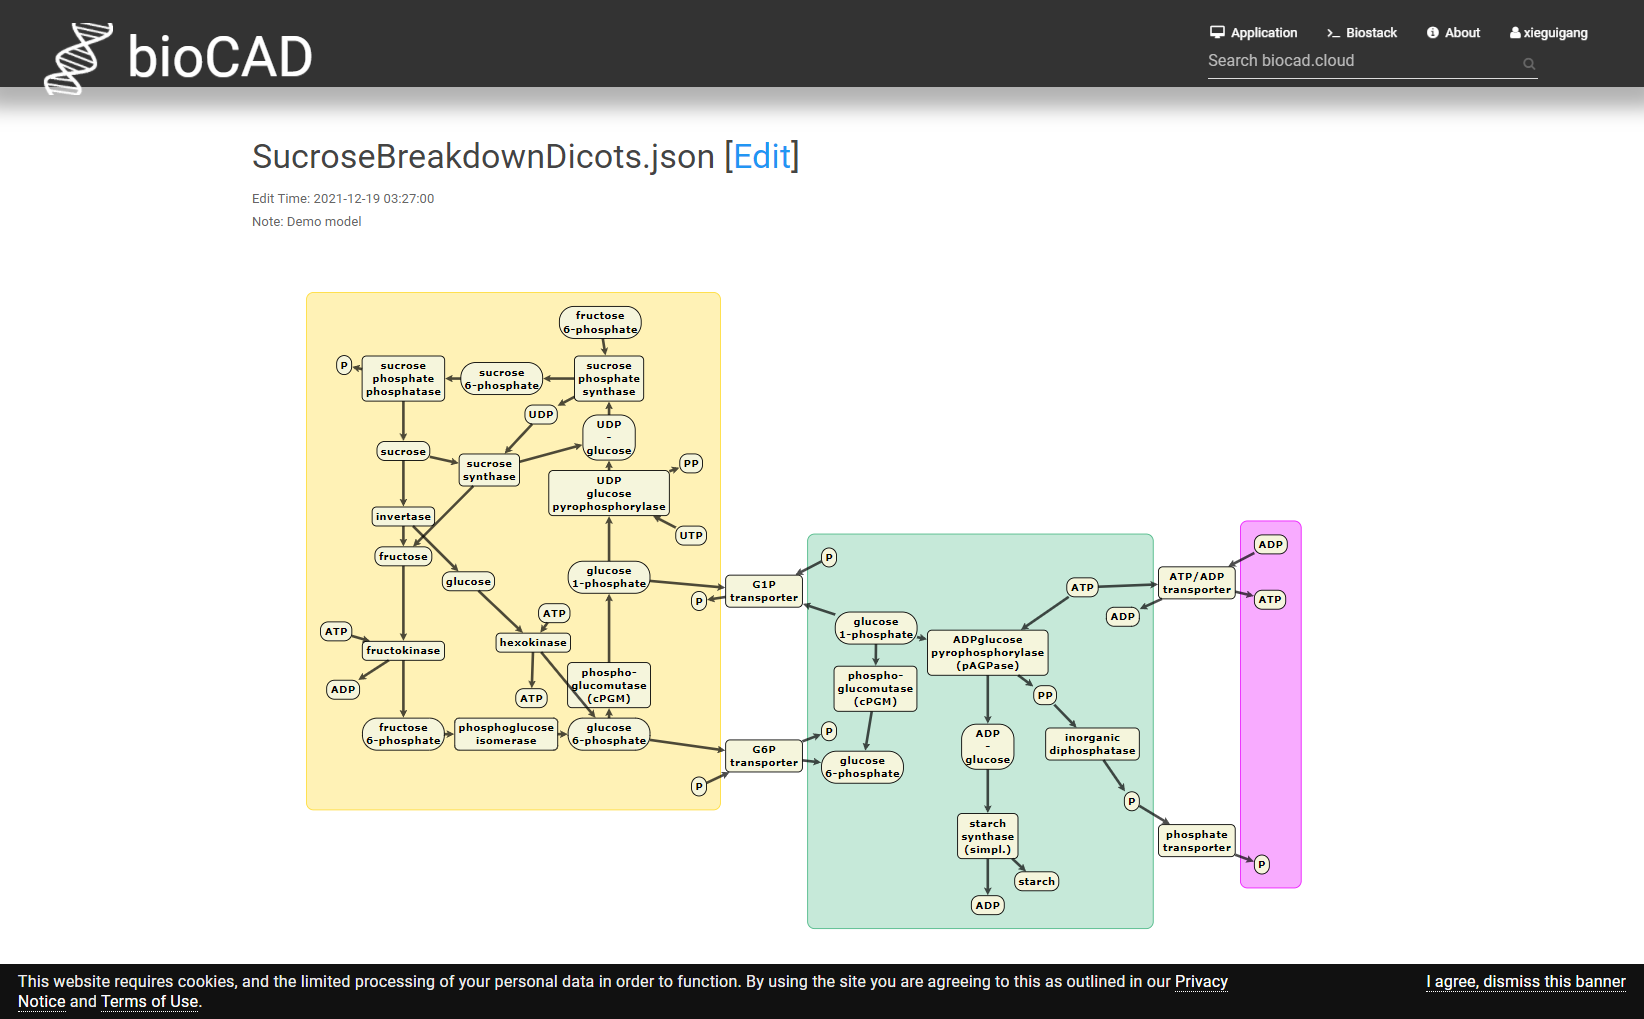 bioCAD
Application
Biostack
About
xieguigang
Search biocad.cloud
SucroseBreakdownDicots.json [Edit]
Edit Time: 2021-12-19 03:27:00
Note: Demo model
fructose
6-phosphate
P
sucrose
phosphate
phosphatase
sucrose
6-phosphate
sucrose
phosphate
synthase
UDP
UDP
-
glucose
sucrose
sucrose
synthase
PP
UDP
glucose
pyrophosphorylase
invertase
UTP
fructose
glucose
glucose
1-phosphate
ATP
ATP
fructokinase
hexokinase
ADP
ATP
phospho-
glucomutase
(cPGM)
fructose
6-phosphate
phosphoglucose
isomerase
glucose
6-phosphate
P
G1P
transporter
G6P
transporter
P
P
glucose
1-phosphate
phospho-
glucomutase
(cPGM)
P
glucose
6-phosphate
ADPglucose
pyrophosphorylase
(pAGPase)
ATP
ADP
PP
ADP
-
glucose
inorganic
diphosphatase
P
starch
synthase
(simpl.)
starch
ADP
ATP/ADP
transporter
ADP
ATP
phosphate
transporter
P
This website requires cookies, and the limited processing of your personal data in order to function. By using the site you are agreeing to this as outlined in our Privacy
Notice and Terms of Use.
I agree, dismiss this banner